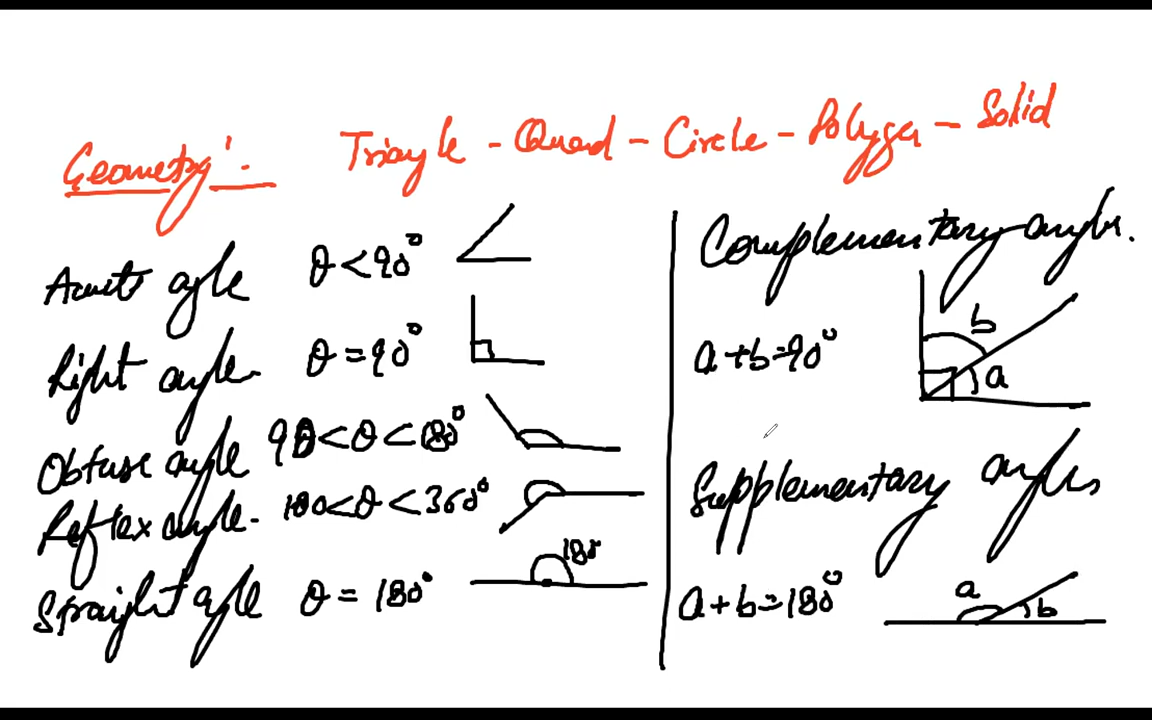 Geometry:- Triangle - Quad - Circle - Polygon - Solid
Acute angle θ < 90°
Right angle θ = 90°
Obtuse angle 90 < θ < 180°
Reflex angle 180 < θ < 360°
Straight angle θ = 180° 180°
Complementary angles.
a + b = 90° b
a
Supplementary angles
a + b = 180° a b